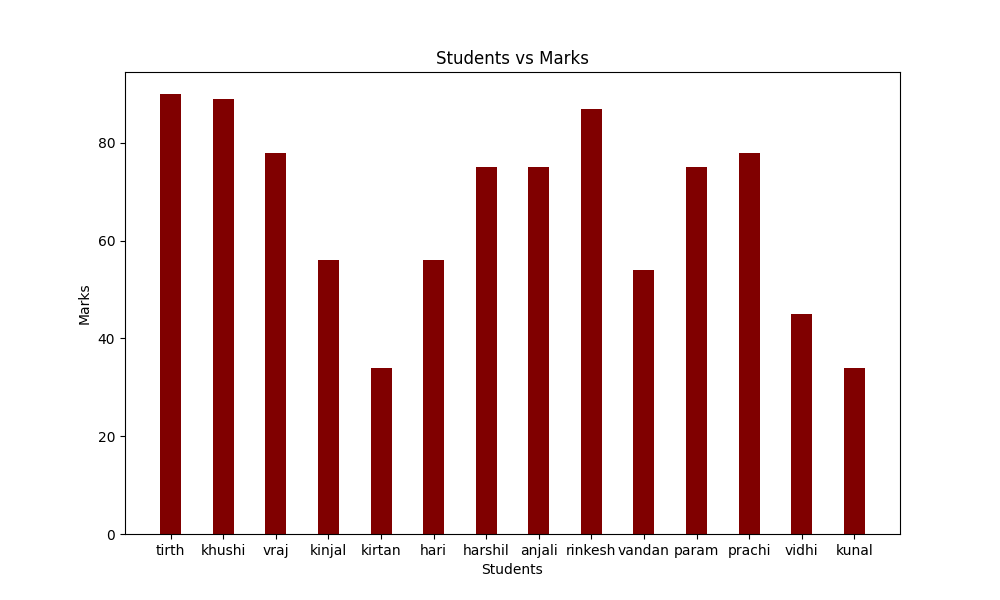 Students vs Marks
80
60
40
20
0
Marks
tirth khushi vraj kinjal kirtan hari harshil anjali rinkesh vandan param prachi vidhi kunal
Students